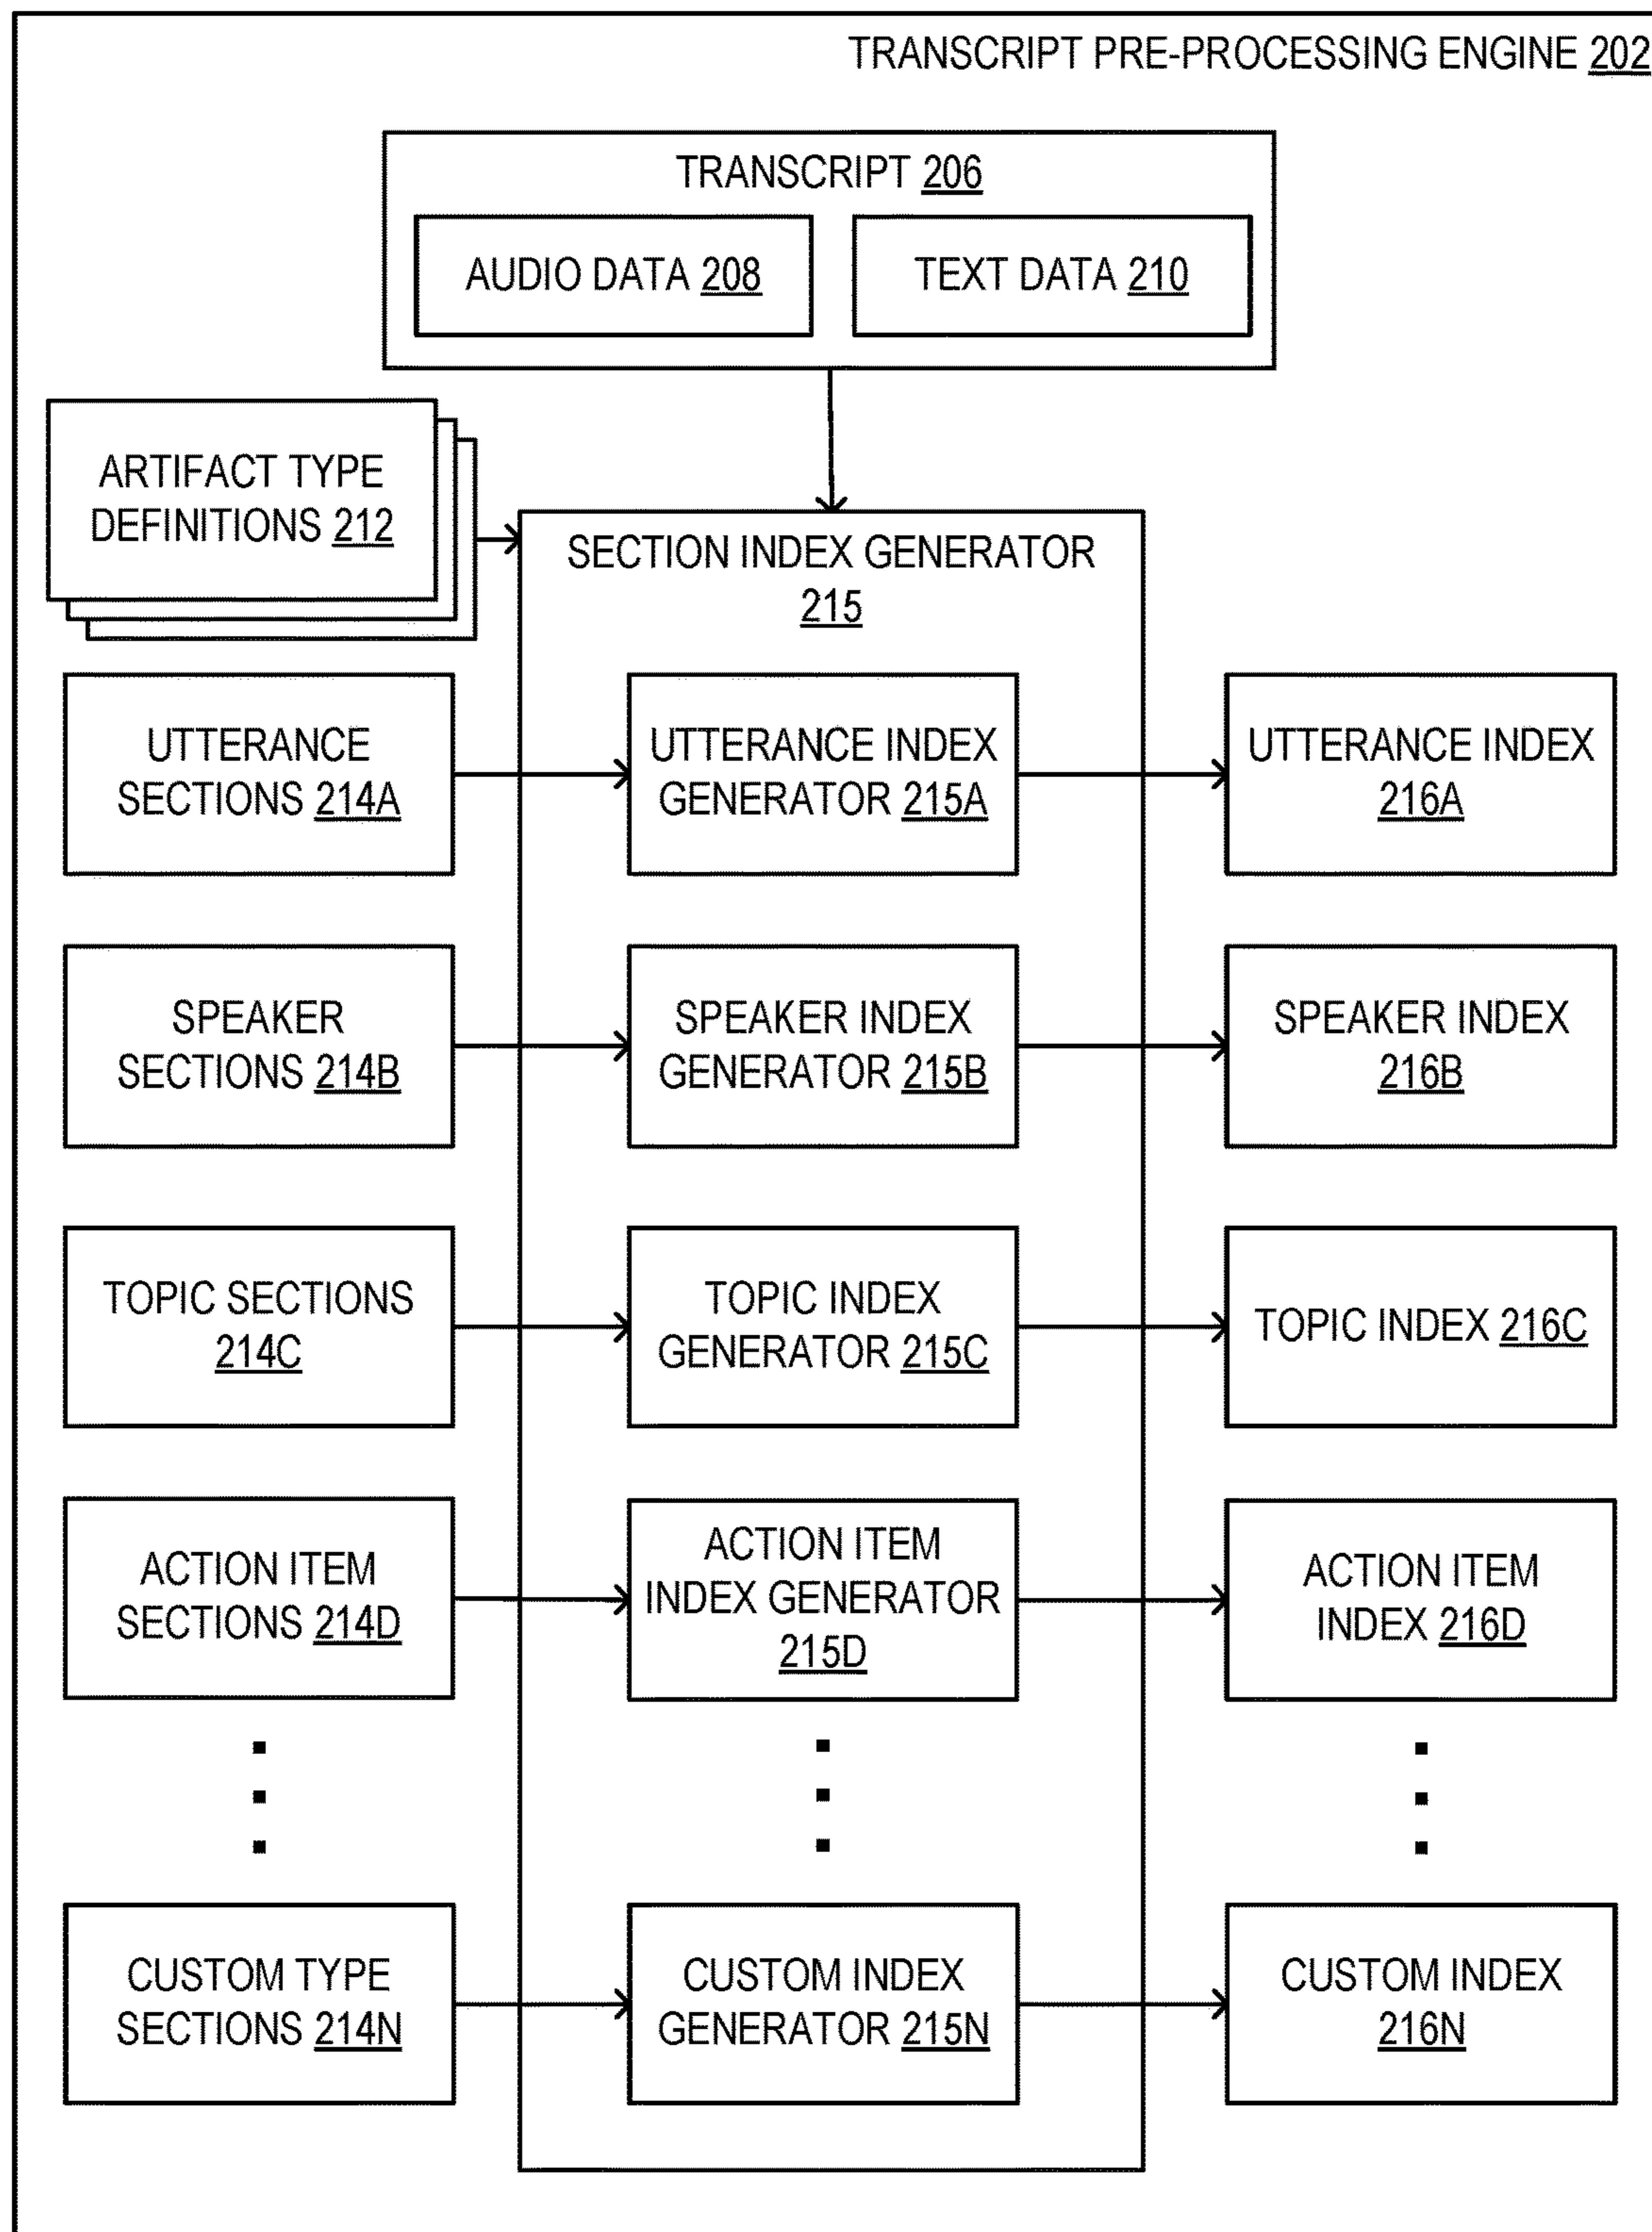 TRANSCRIPT PRE-PROCESSING ENGINE 202
TRANSCRIPT 206
AUDIO DATA 208
TEXT DATA 210
ARTIFACT TYPE
DEFINITIONS 212
SECTION INDEX GENERATOR
215
UTTERANCE
SECTIONS 214A
UTTERANCE INDEX
GENERATOR 215A
UTTERANCE INDEX
216A
SPEAKER
SECTIONS 214B
SPEAKER INDEX
GENERATOR 215B
SPEAKER INDEX
216B
TOPIC SECTIONS
214C
TOPIC INDEX
GENERATOR 215C
TOPIC INDEX 216C
ACTION ITEM
SECTIONS 214D
ACTION ITEM
INDEX GENERATOR
215D
ACTION ITEM
INDEX 216D
CUSTOM TYPE
SECTIONS 214N
CUSTOM INDEX
GENERATOR 215N
CUSTOM INDEX
216N